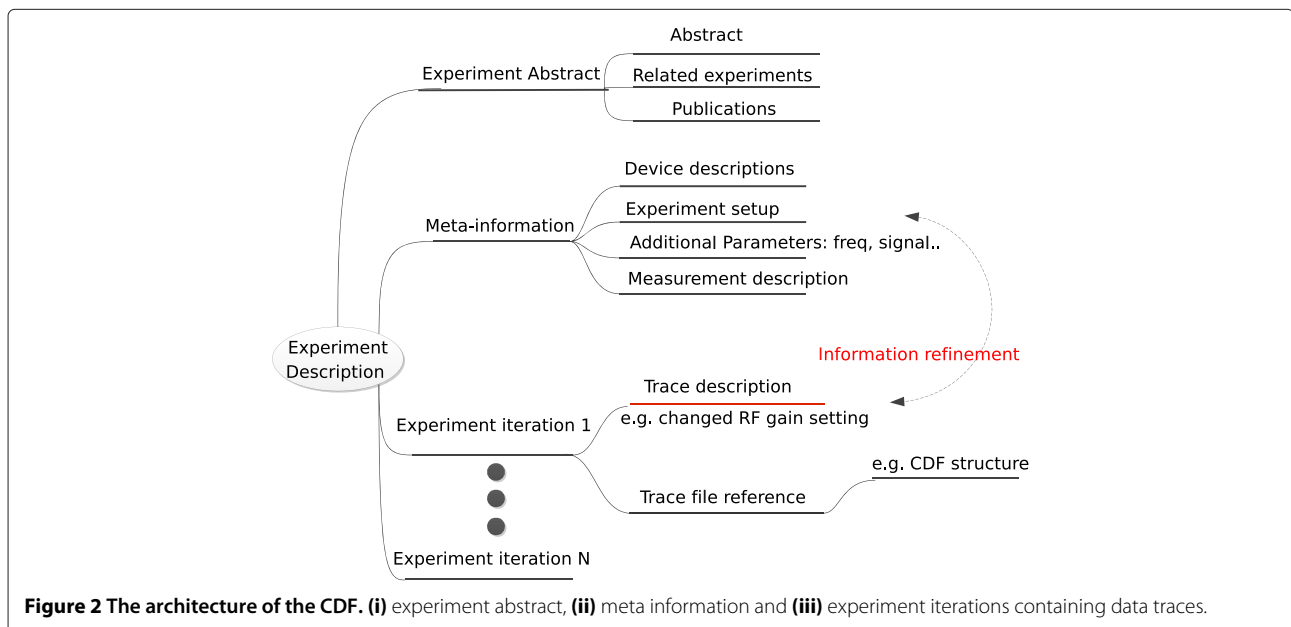 Abstract
Experiment Abstract
Related experiments
Publications
Device descriptions
Experiment setup
Meta-information
Additional Parameters: freq, signal..
Measurement description
Experiment
Description
Information refinement
Trace description
e.g. changed RF gain setting
Experiment iteration 1
e.g. CDF structure
Trace file reference
Experiment iteration N
Figure 2 The architecture of the CDF. (i) experiment abstract, (ii) meta information and (iii) experiment iterations containing data traces.